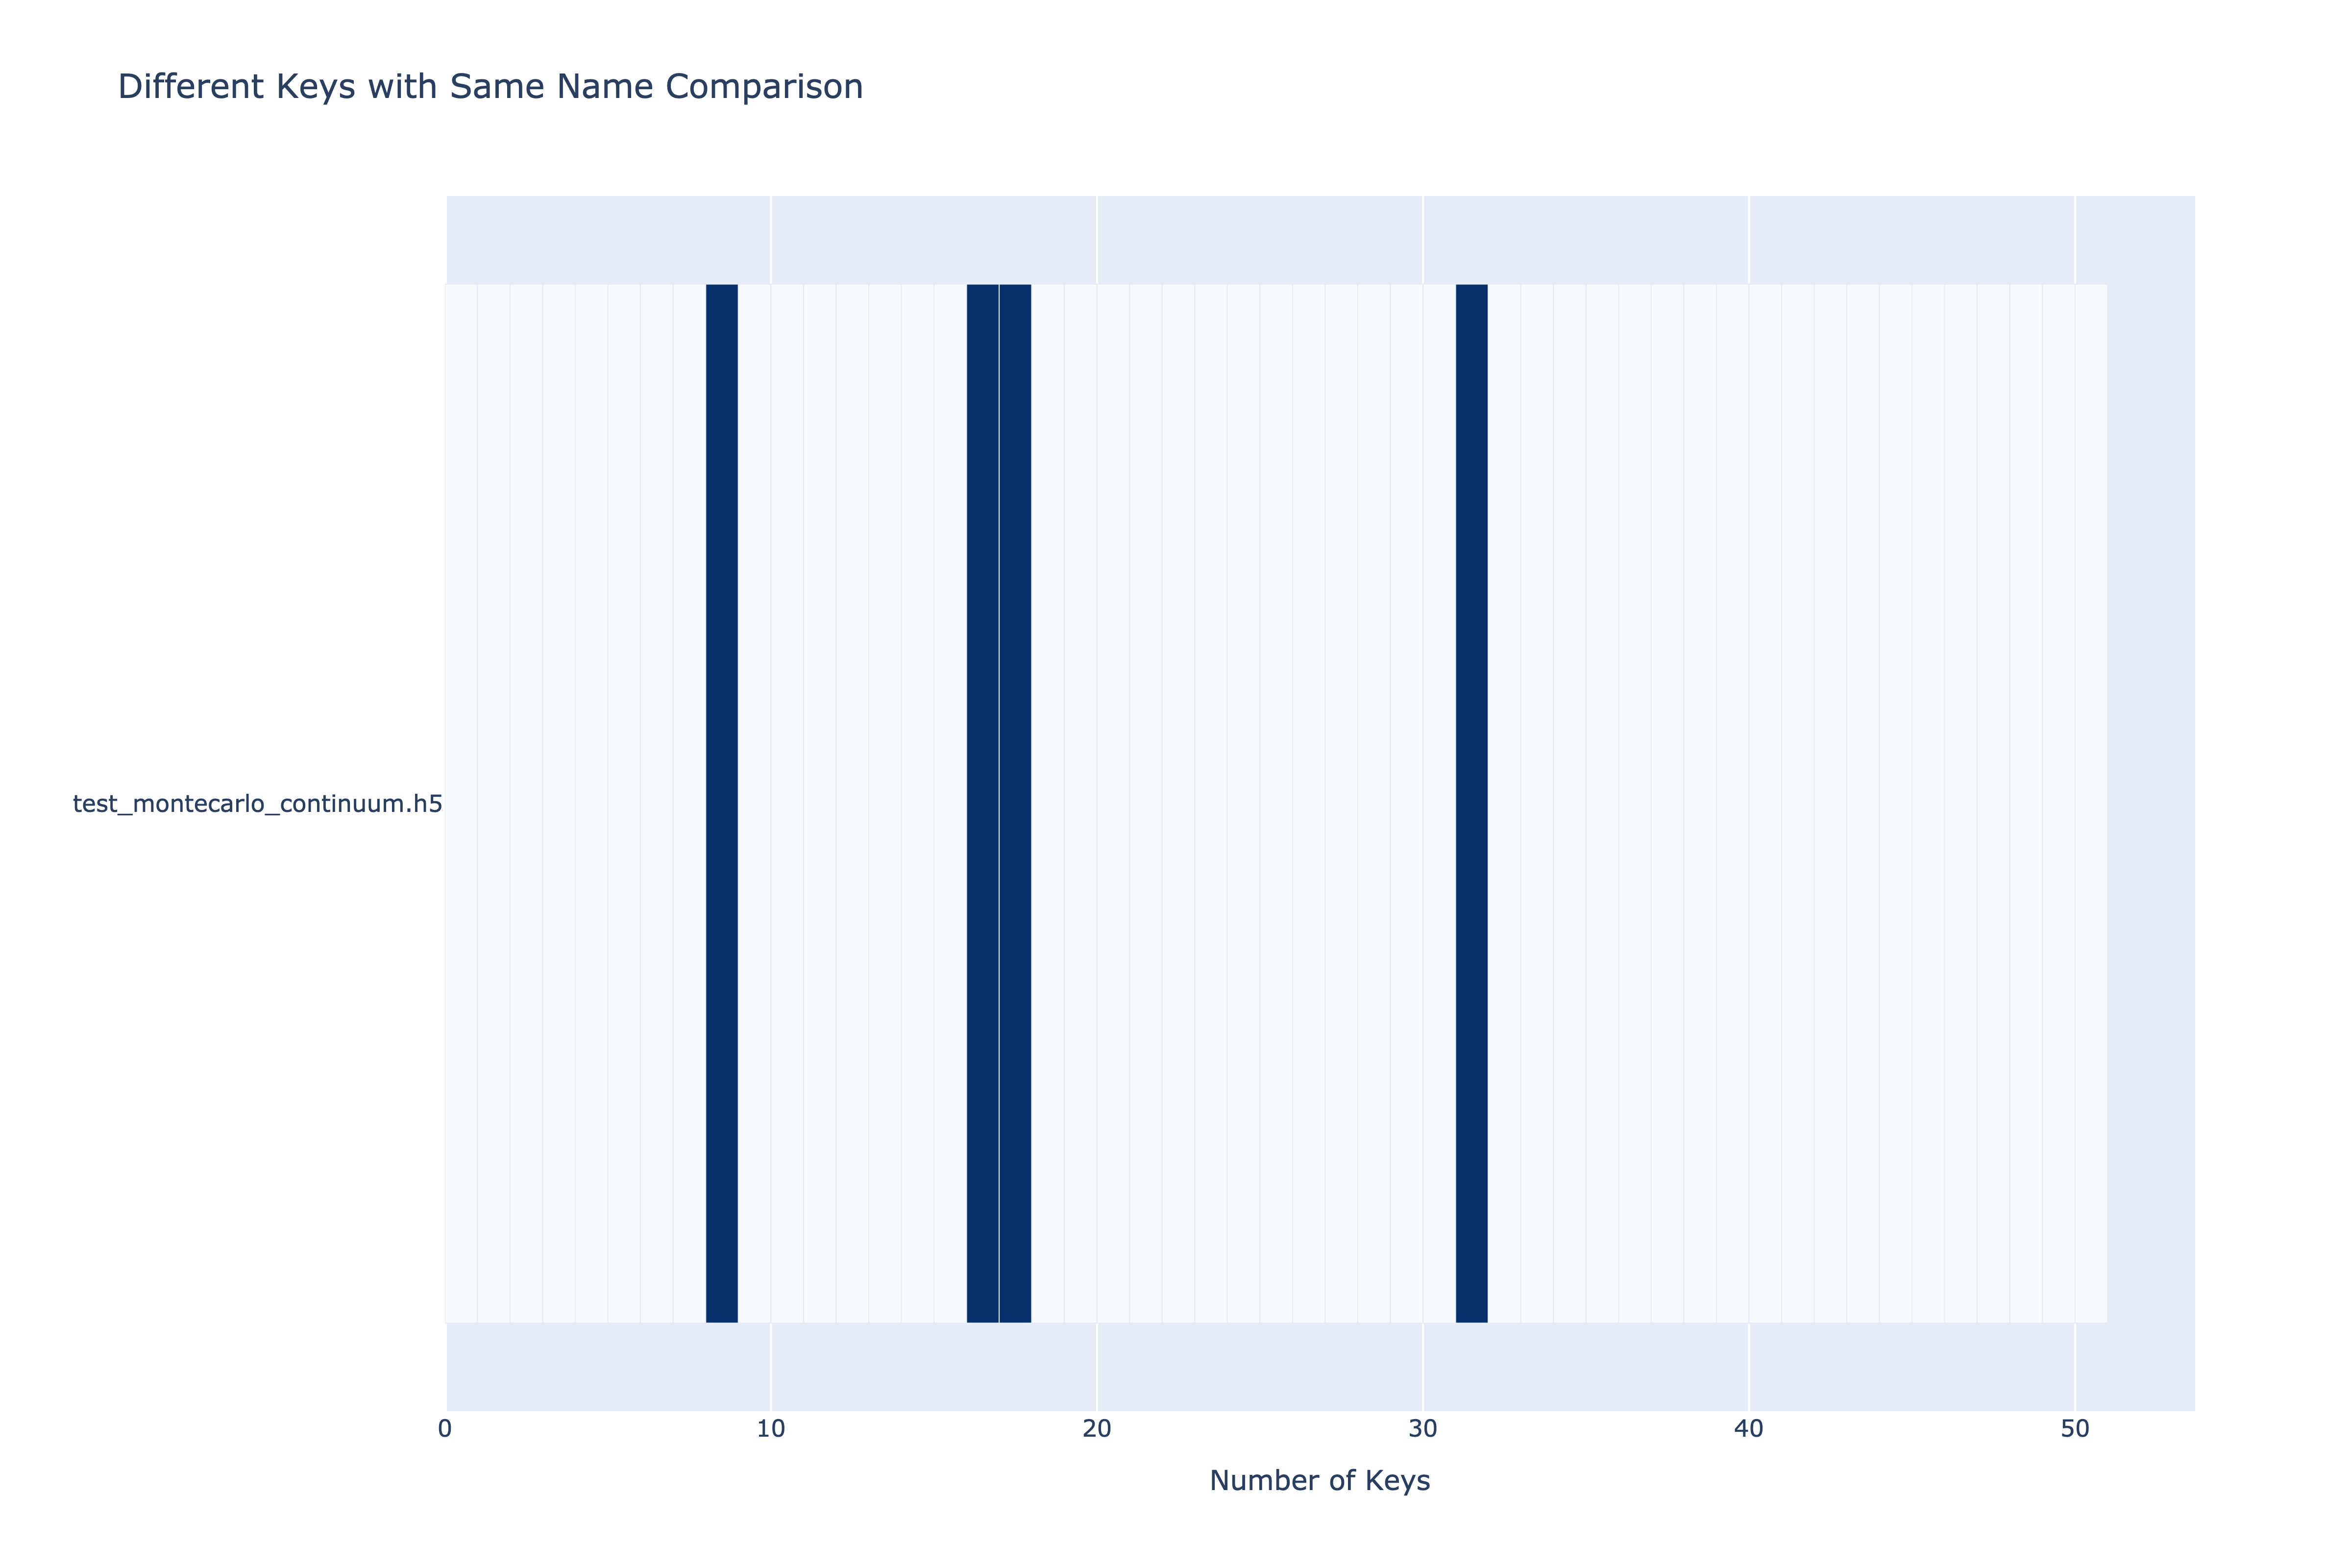 Different Keys with Same Name Comparison
test_montecarlo_continuum.h5
0 10 20 30 40 50
Number of Keys